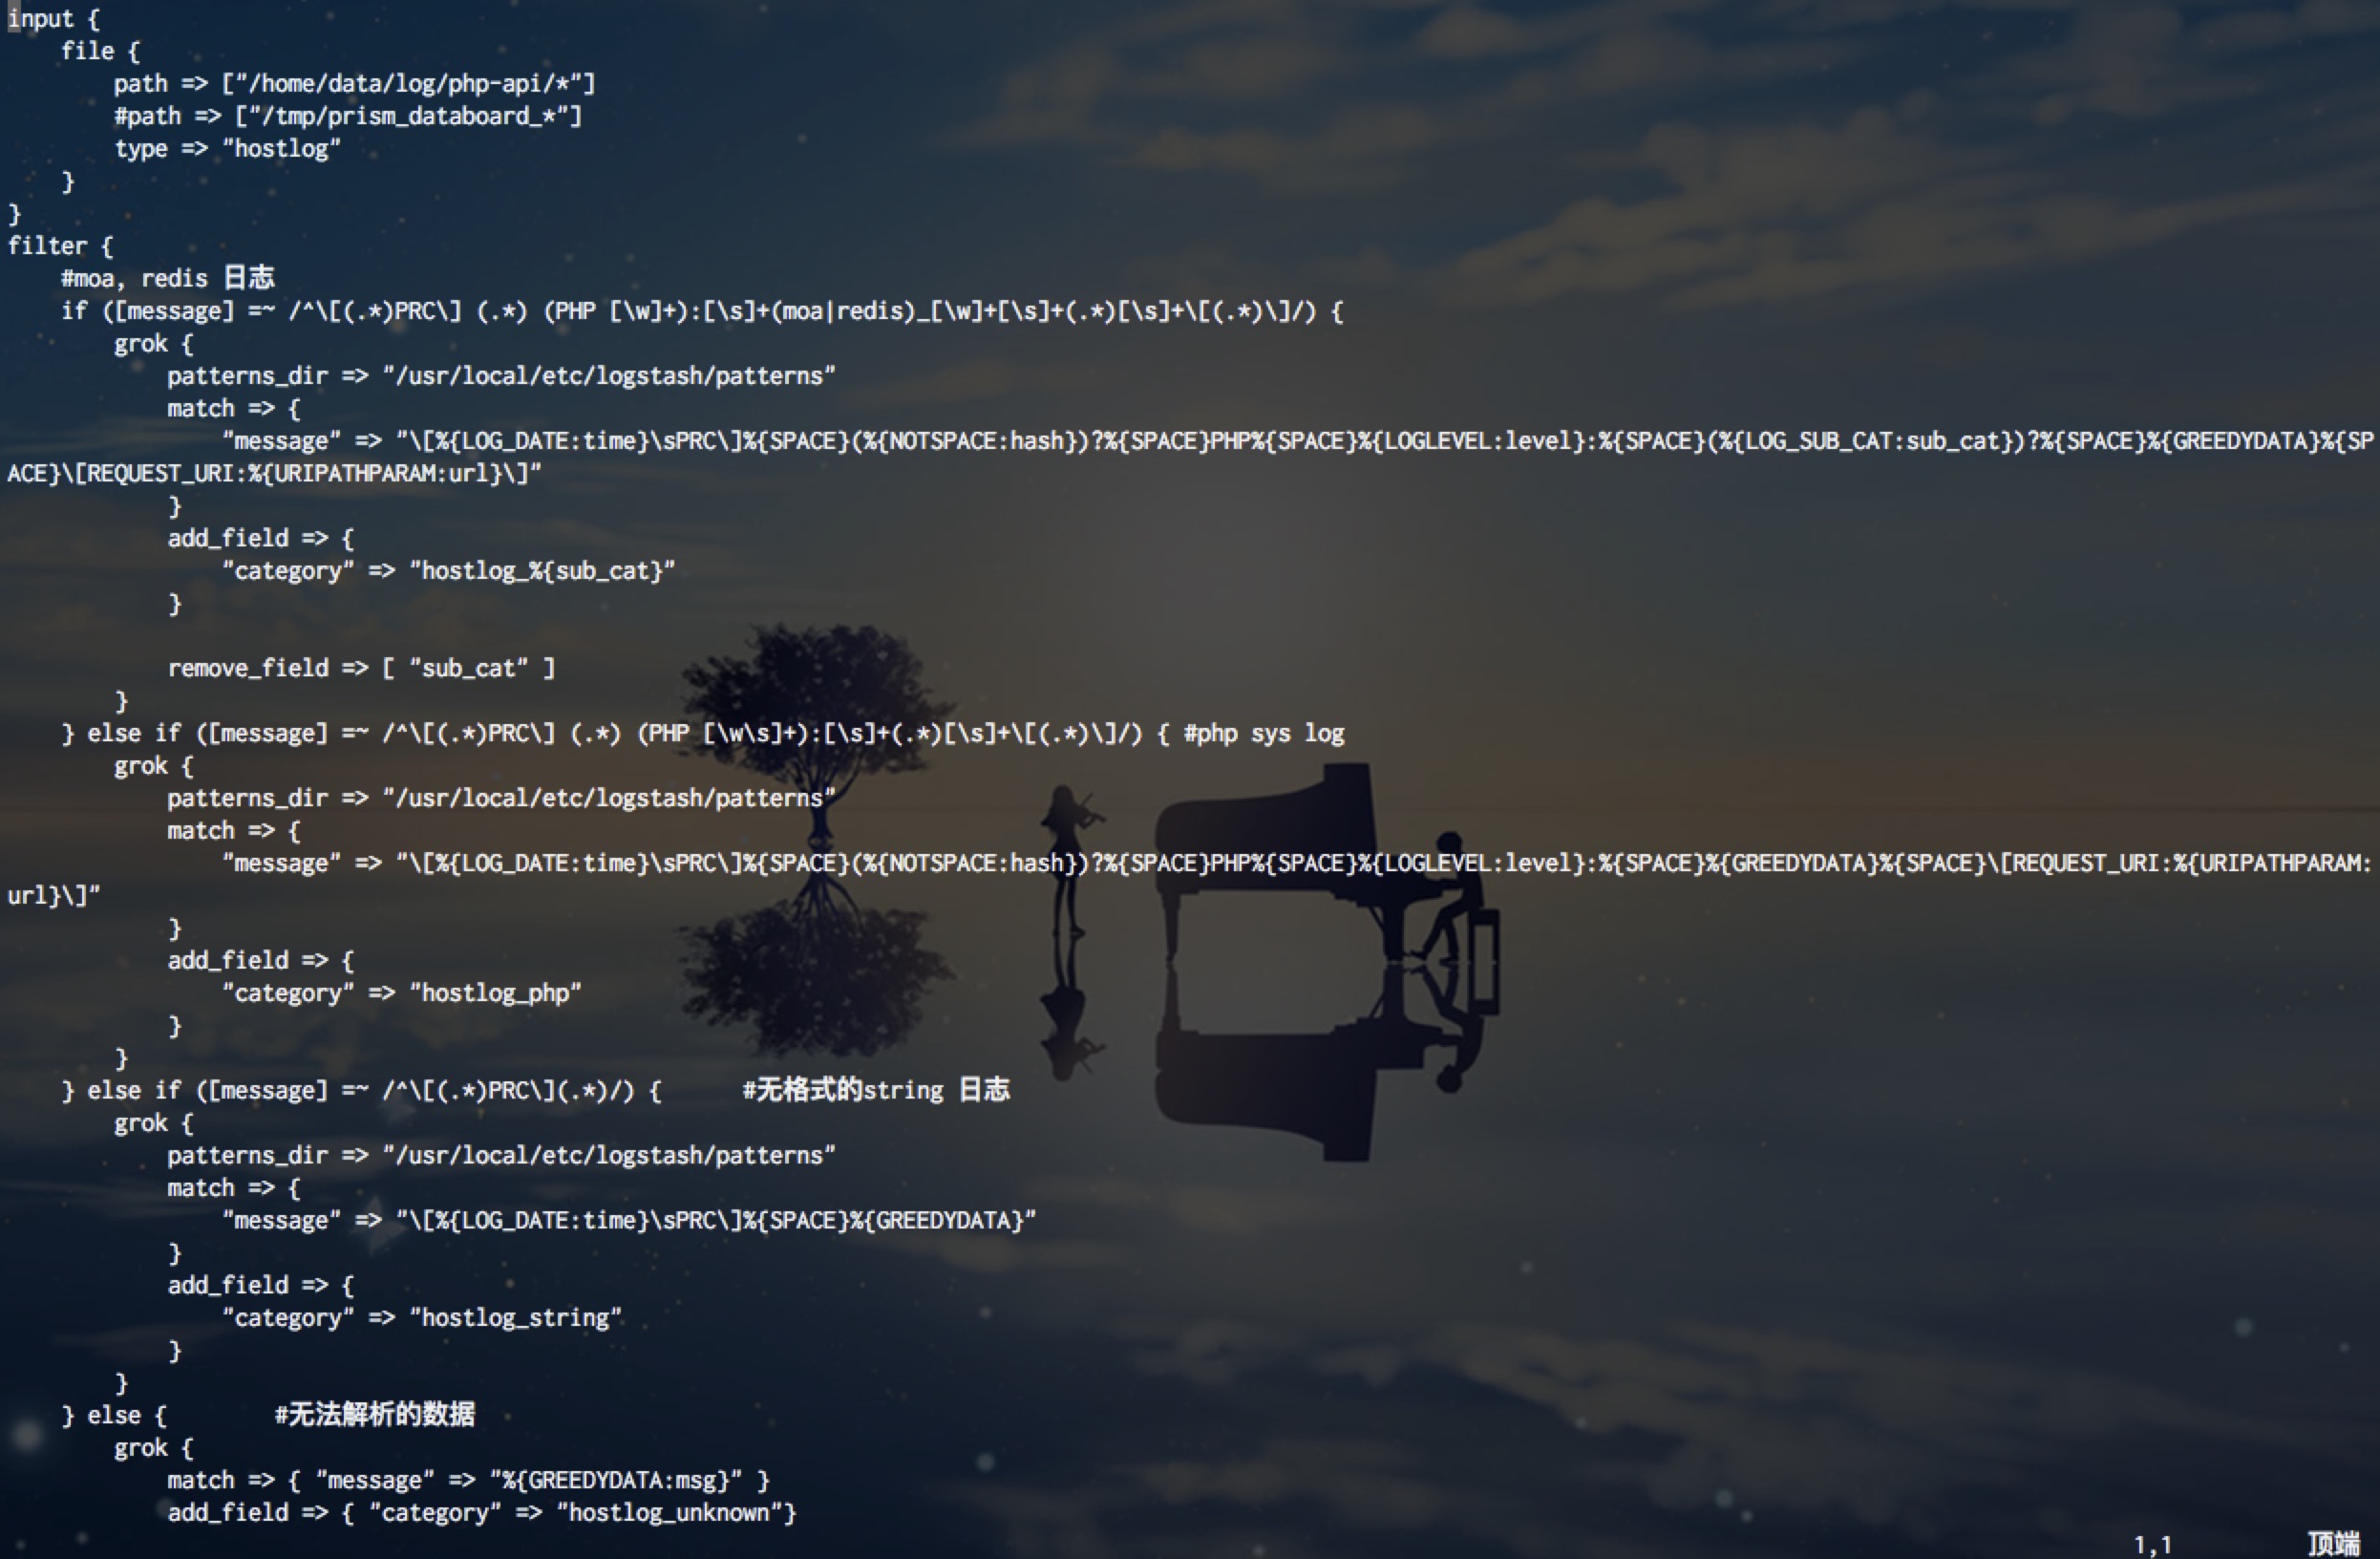 input {
    file {
        path => ["/home/data/log/php-api/*"]
        #path => ["/tmp/prism_databoard_*"]
        type => "hostlog"
    }
}
filter {
    #moa, redis 日志
    if ([message] =~ /^\[(.*)PRC\] (.*) (PHP [\w]+):[\s]+(moa|redis)_[\w]+[\s]+(.*)[\s]+\[(.*)\]/) {
        grok {
            patterns_dir => "/usr/local/etc/logstash/patterns"
            match => {
                "message" => "\[%{LOG_DATE:time}\sPRC\]%{SPACE}(%{NOTSPACE:hash})?%{SPACE}PHP%{SPACE}%{LOGLEVEL:level}:%{SPACE}(%{LOG_SUB_CAT:sub_cat})?%{SPACE}%{GREEDYDATA}%{SP
ACE}\[REQUEST_URI:%{URIPATHPARAM:url}\]"
            }
            add_field => {
                "category" => "hostlog_%{sub_cat}"
            }

            remove_field => [ "sub_cat" ]
        }
    } else if ([message] =~ /^\[(.*)PRC\] (.*) (PHP [\w\s]+):[\s]+(.*)[\s]+\[(.*)\]/) { #php sys log
        grok {
            patterns_dir => "/usr/local/etc/logstash/patterns"
            match => {
                "message" => "\[%{LOG_DATE:time}\sPRC\]%{SPACE}(%{NOTSPACE:hash})?%{SPACE}PHP%{SPACE}%{LOGLEVEL:level}:%{SPACE}%{GREEDYDATA}%{SPACE}\[REQUEST_URI:%{URIPATHPARAM:
url}\]"
            }
            add_field => {
                "category" => "hostlog_php"
            }
        }
    } else if ([message] =~ /^\[(.*)PRC\](.*)/) {      #无格式的string 日志
        grok {
            patterns_dir => "/usr/local/etc/logstash/patterns"
            match => {
                "message" => "\[%{LOG_DATE:time}\sPRC\]%{SPACE}%{GREEDYDATA}"
            }
            add_field => {
                "category" => "hostlog_string"
            }
        }
    } else {        #无法解析的数据
        grok {
            match => { "message" => "%{GREEDYDATA:msg}" }
            add_field => { "category" => "hostlog_unknown"}
1,1 顶端